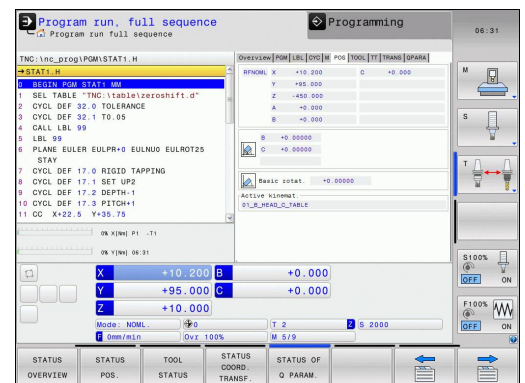 Program run, full sequence
Program run full sequence
Programming
06:31
TNC:\nc_prog\PGM\STAT1.H
→STAT1.H
0 BEGIN PGM STAT1 MM
1 SEL TABLE "TNC:\table\zeroshift.d"
2 CYCL DEF 32.0 TOLERANCE
3 CYCL DEF 32.1 T0.05
4 CALL LBL 99
5 LBL 99
6 PLANE EULER EULPR+0 EULNU0 EULROT25
STAY
7 CYCL DEF 17.0 RIGID TAPPING
8 CYCL DEF 17.1 SET UP2
9 CYCL DEF 17.2 DEPTH-1
10 CYCL DEF 17.3 PITCH+1
11 CC X+22.5 Y+35.75
0% X[Nm] P1 -T1
0% Y[Nm] 06:31
Overview PGM LBL CYC M POS TOOL TT TRANS QPARA
RFNOML X +10.200 C +0.000
Y +95.000
Z -450.000
A +0.000
B +0.000
B +0.00000
C +0.00000
Basic rotat. +0.00000
Active kinemat.
01_B_HEAD_C_TABLE
X +10.200 B +0.000
Y +95.000 C +0.000
Z +10.000
Mode: NOML. 0 T 2 Z S 2000
F 0mm/min Ovr 100% M 5/9
M
S
T
S100%
OFF ON
F100%
OFF ON
STATUS OVERVIEW
STATUS POS.
TOOL STATUS
STATUS COORD. TRANSF.
STATUS OF Q PARAM.